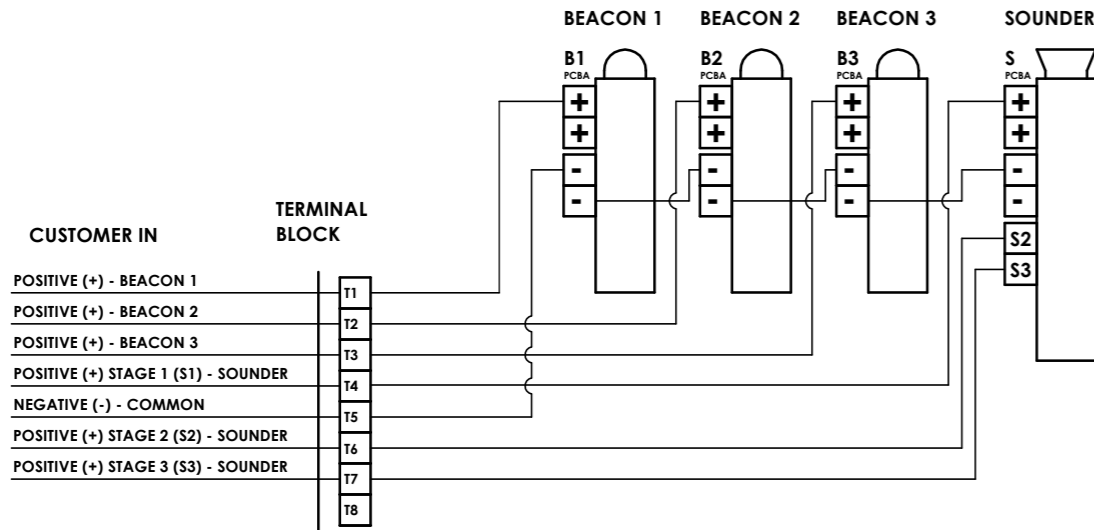 BEACON 1 BEACON 2 BEACON 3 SOUNDER
B1 B2 B3 S
PCBA PCBA PCBA PCBA
+ + + +
+ + + +
- - - -
- - - -
S2
S3
TERMINAL
BLOCK
CUSTOMER IN
POSITIVE (+) - BEACON 1 T1
POSITIVE (+) - BEACON 2 T2
POSITIVE (+) - BEACON 3 T3
POSITIVE (+) STAGE 1 (S1) - SOUNDER T4
NEGATIVE (-) - COMMON T5
POSITIVE (+) STAGE 2 (S2) - SOUNDER T6
POSITIVE (+) STAGE 3 (S3) - SOUNDER T7
T8